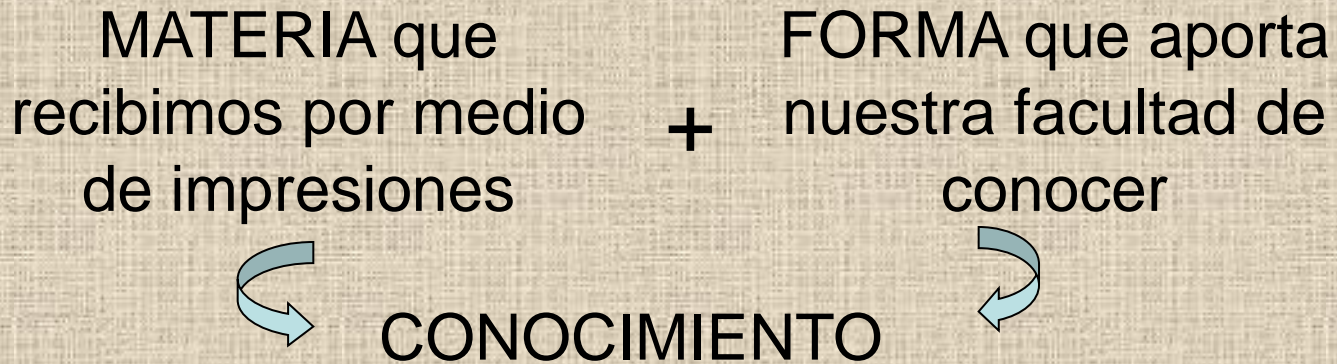 MATERIA que
recibimos por medio
de impresiones
+
FORMA que aporta
nuestra facultad de
conocer
CONOCIMIENTO